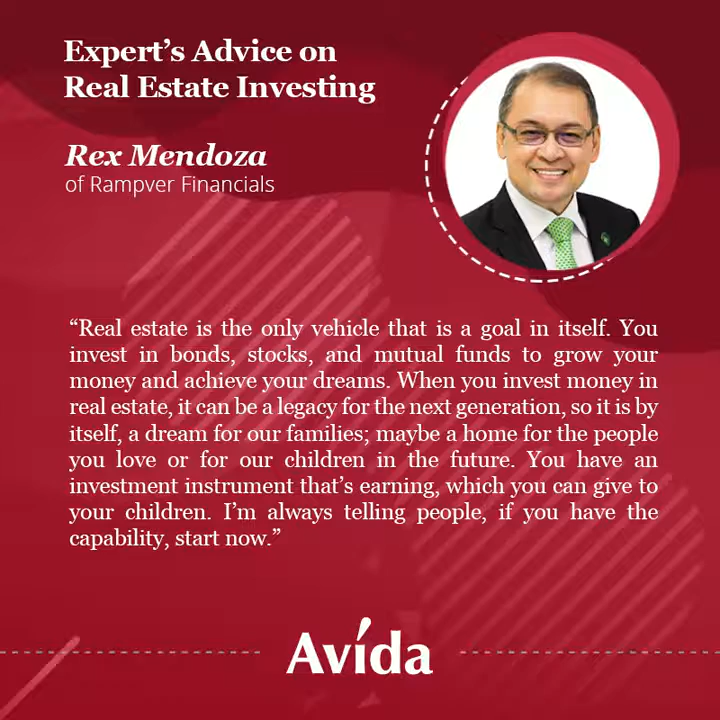 Expert’s Advice on
Real Estate Investing
Rex Mendoza
of Rampver Financials
“Real estate is the only vehicle that is a goal in itself. You
invest in bonds, stocks, and mutual funds to grow your
money and achieve your dreams. When you invest money in
real estate, it can be a legacy for the next generation, so it is by
itself, a dream for our families; maybe a home for the people
you love or for our children in the future. You have an
investment instrument that’s earning, which you can give to
your children. I’m always telling people, if you have the
capability, start now.”
Avida